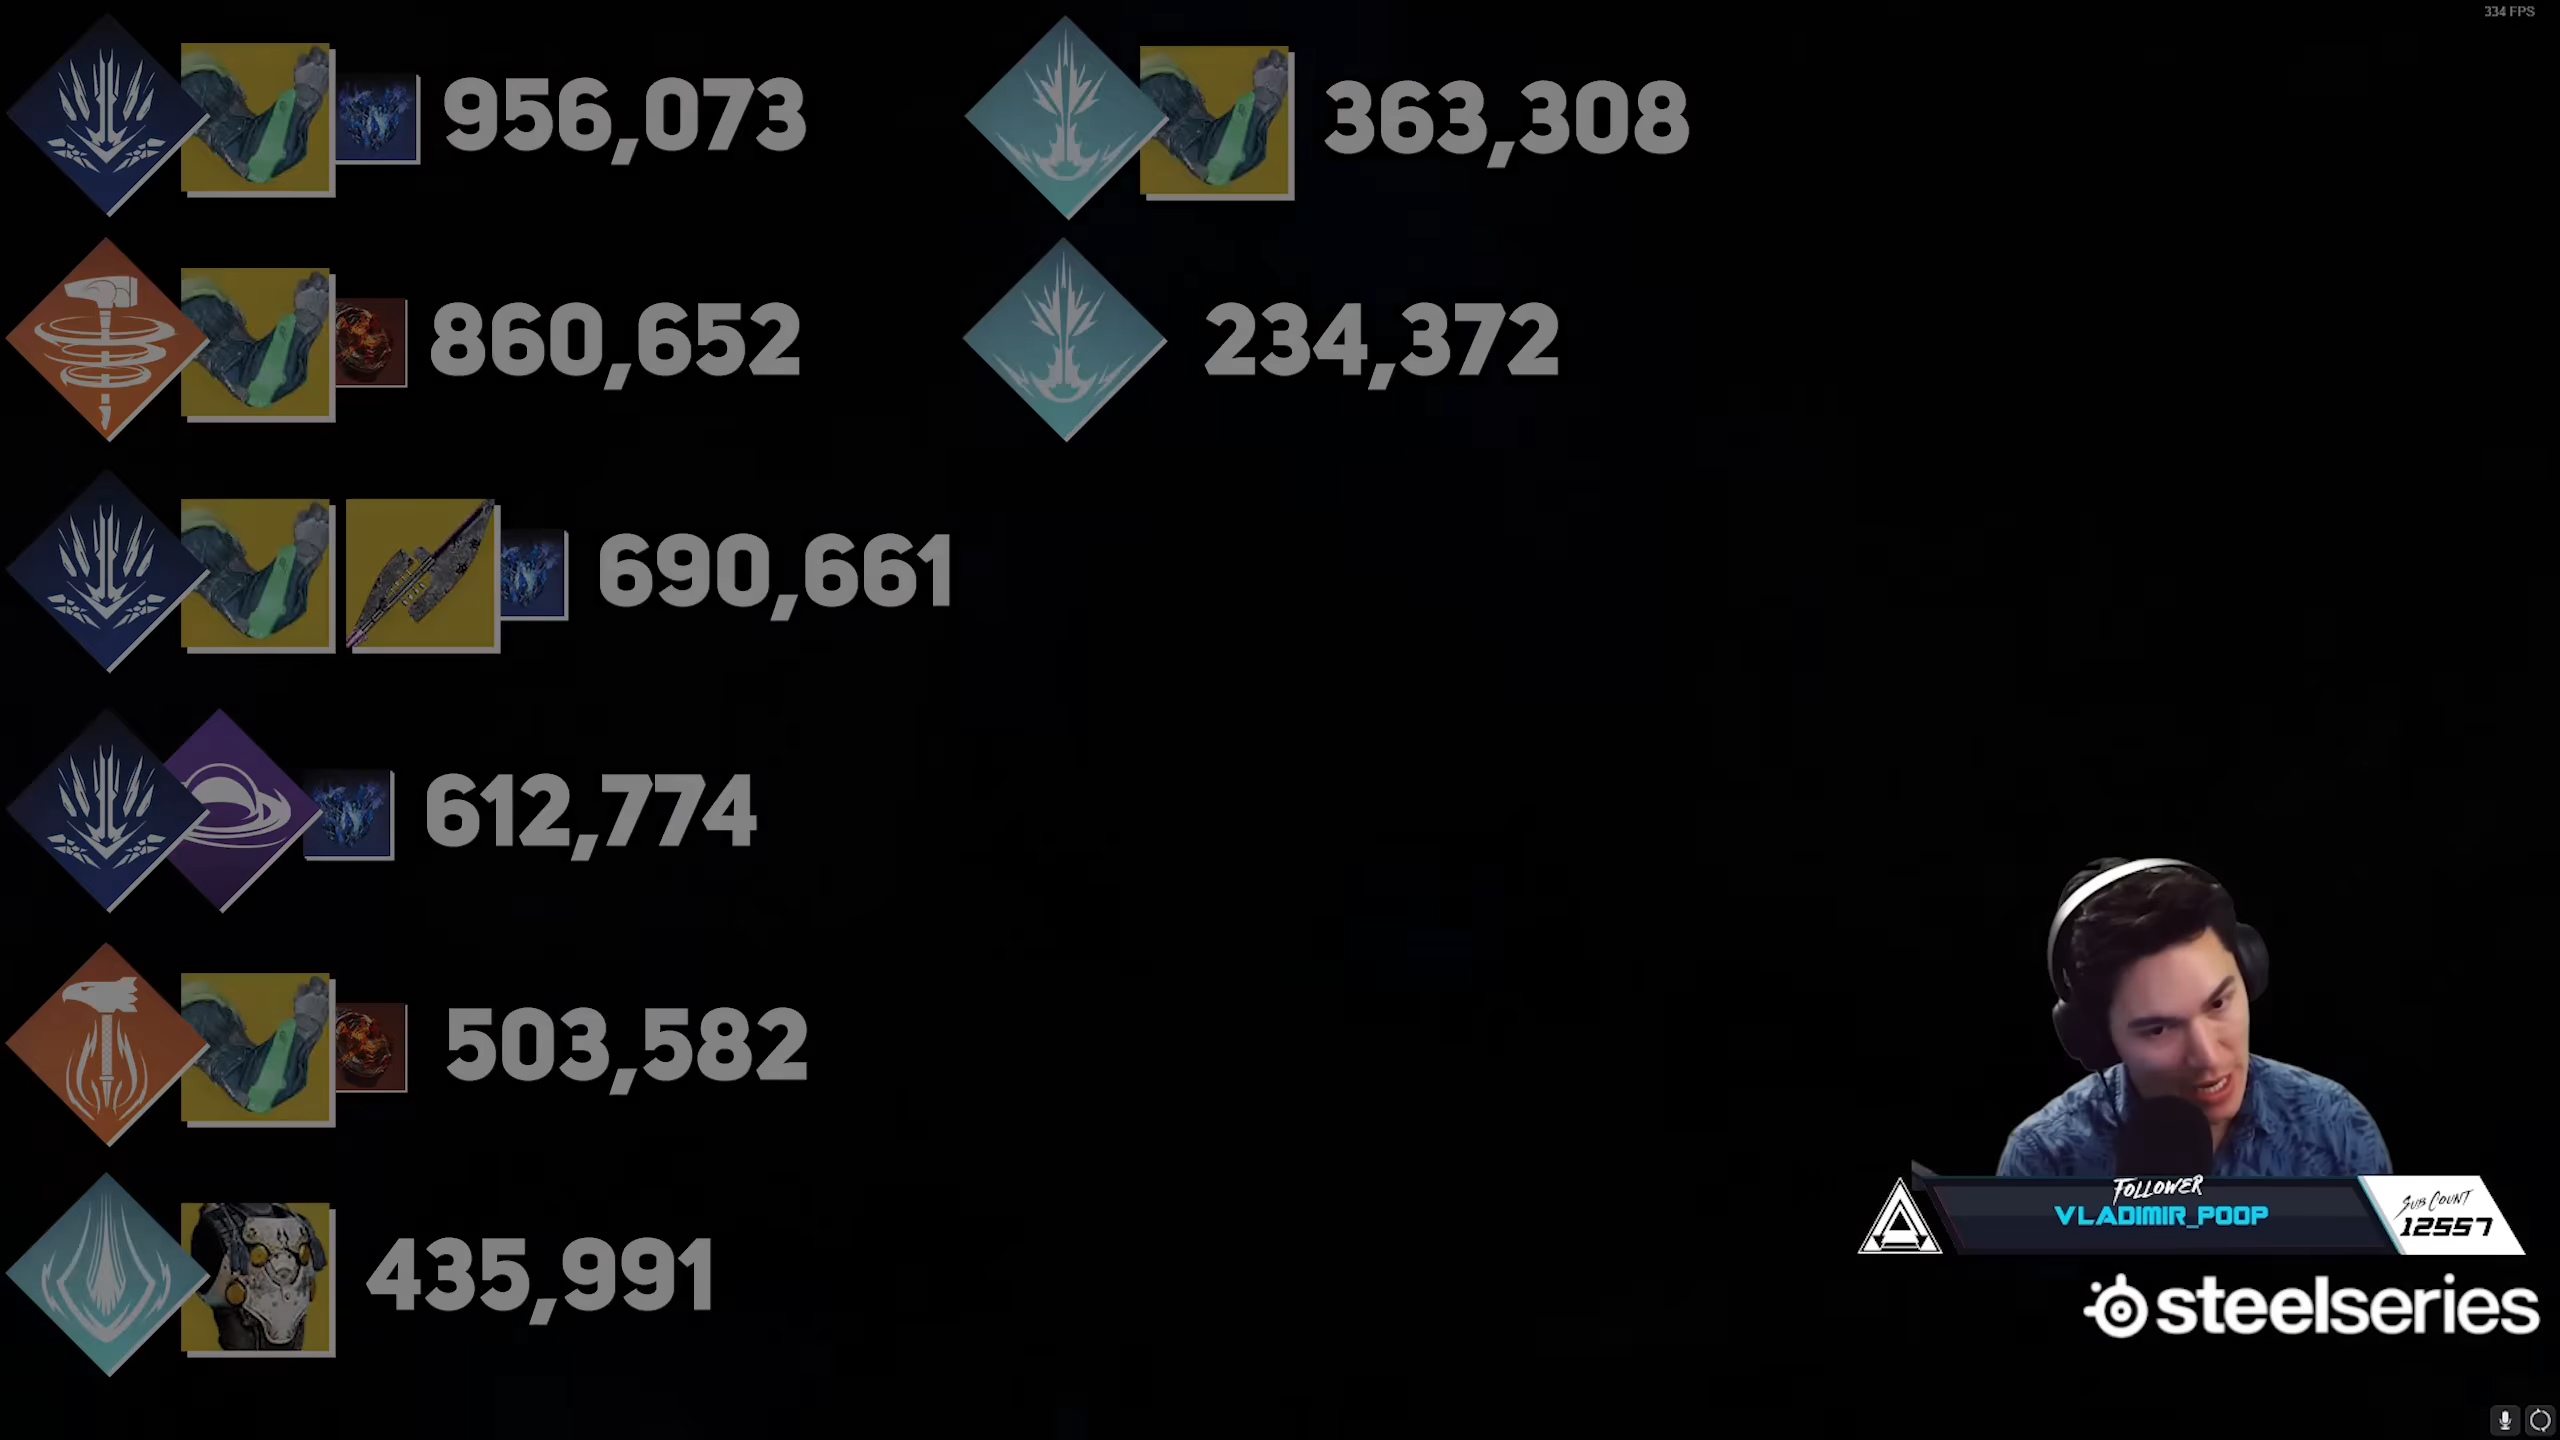 334 FPS
956,073
860,652
690,661
612,774
503,582
435,991
363,308
234,372
FOLLOWER
VLADIMIR_POOP
SUB COUNT
12557
steelseries